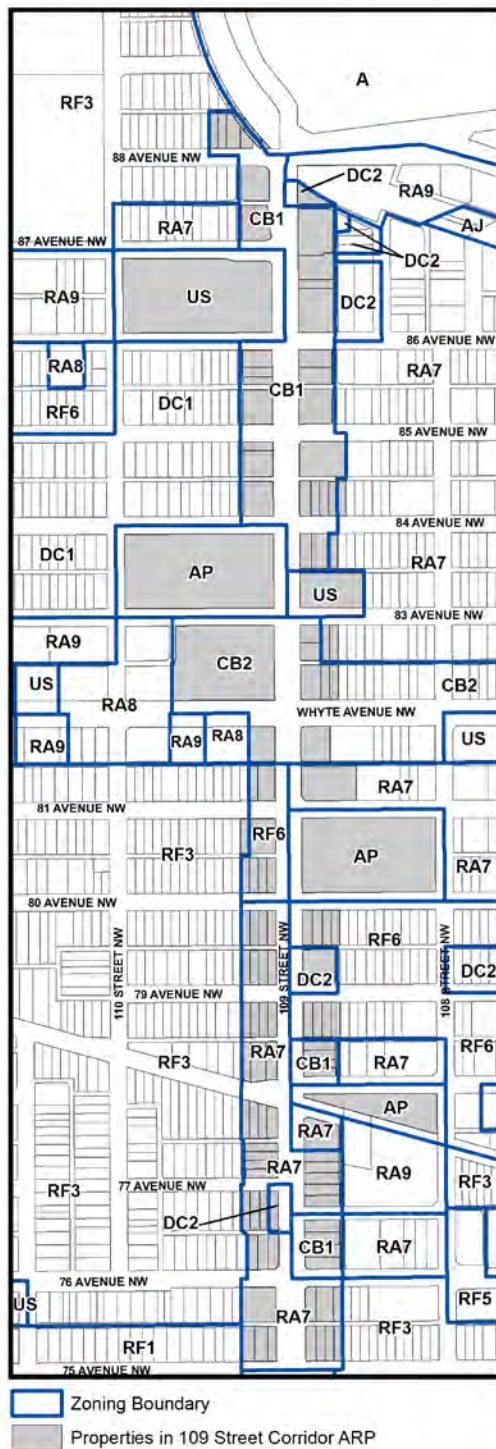 A
RF3
88 AVENUE NW
DC2
RA9
RA7
CB1
AJ
DC2
87 AVENUE NW
RA9
US
DC2
86 AVENUE NW
RA8
RA7
CB1
RF6
DC1
85 AVENUE NW
84 AVENUE NW
DC1
RA7
AP
US
83 AVENUE NW
RA9
CB2
CB2
US
RA8
WHYTE AVENUE NW
RA9
RA9
RA8
US
RA7
81 AVENUE NW
RF6
RF3
AP
RA7
80 AVENUE NW
110 STREET NW
109 STREET NW
108 STREET NW
RF6
DC2
DC2
79 AVENUE NW
RF3
RA7
CB1
RA7
RF6
AP
RA7
RA7
RA9
RF3
RF3
77 AVENUE NW
DC2
CB1
RA7
76 AVENUE NW
US
RA7
RF5
RF1
RF3
75 AVENUE NW
Zoning Boundary
Properties in 109 Street Corridor ARP